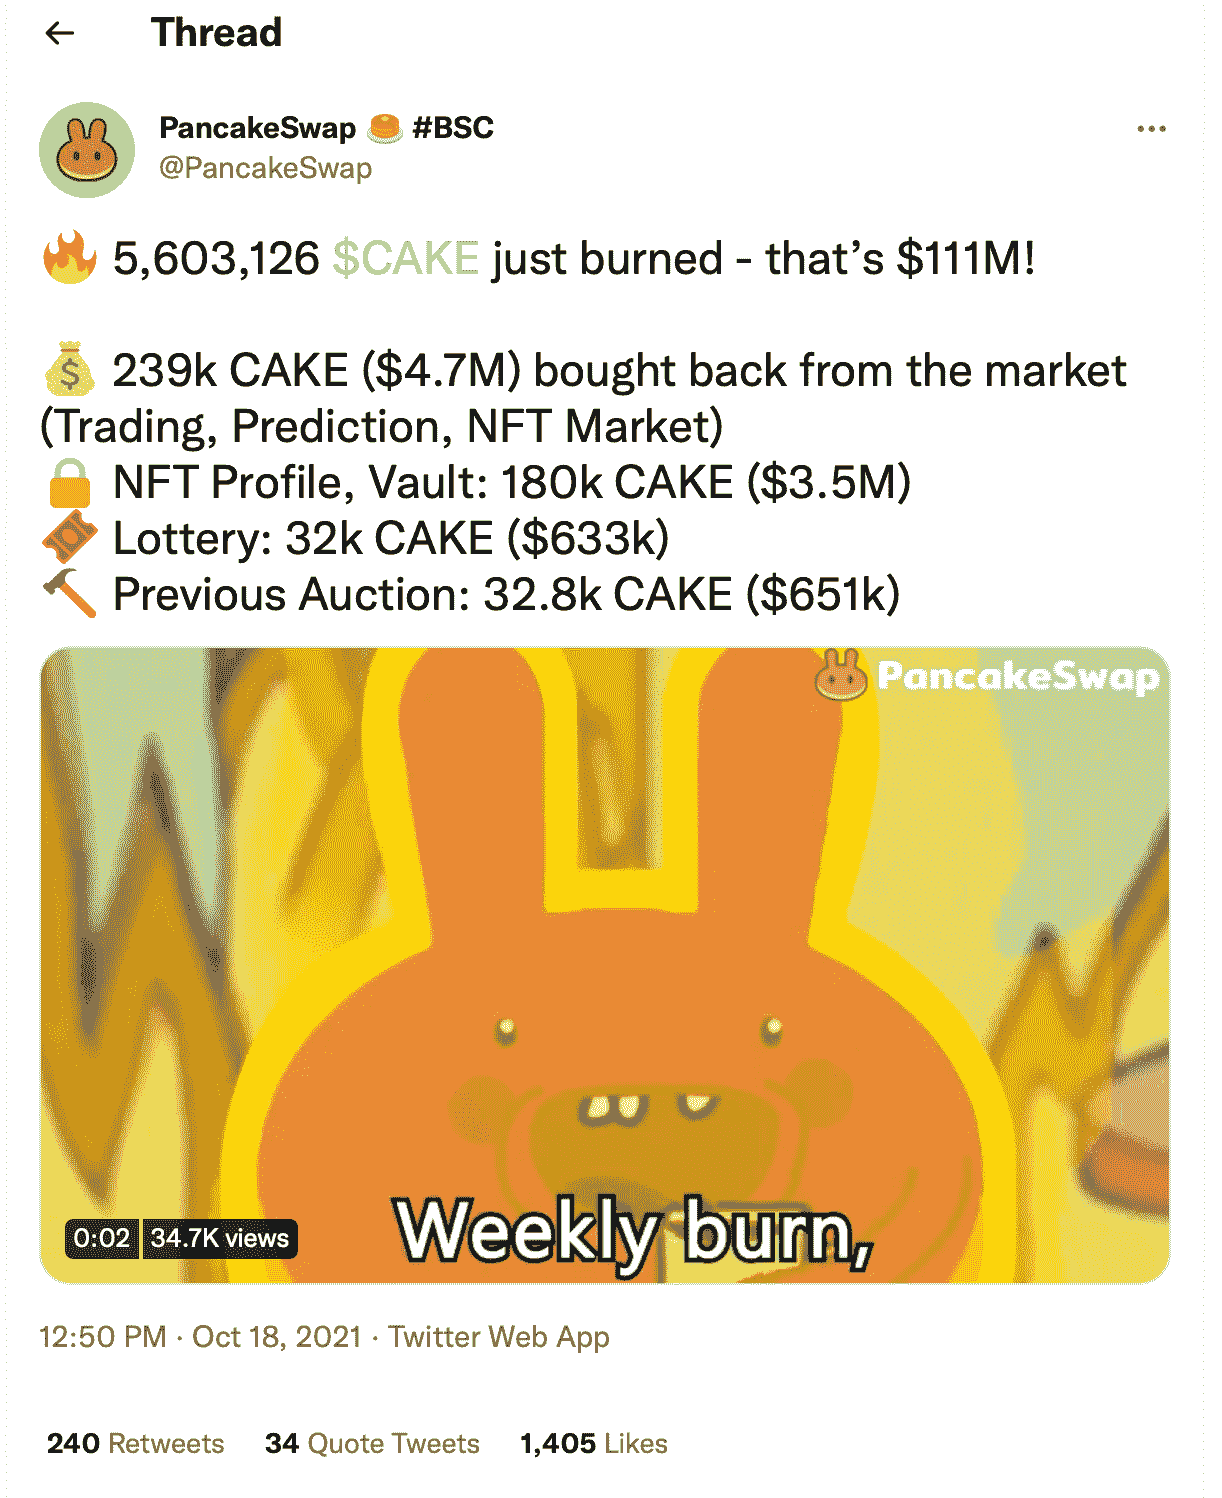 Thread
PancakeSwap 🥞 #BSC
@PancakeSwap
🔥 5,603,126 $CAKE just burned - that’s $111M!
💰 239k CAKE ($4.7M) bought back from the market
(Trading, Prediction, NFT Market)
🔒 NFT Profile, Vault: 180k CAKE ($3.5M)
🎟 Lottery: 32k CAKE ($633k)
🔨 Previous Auction: 32.8k CAKE ($651k)
PancakeSwap
Weekly burn,
0:02 34.7K views
12:50 PM · Oct 18, 2021 · Twitter Web App
240 Retweets 34 Quote Tweets 1,405 Likes